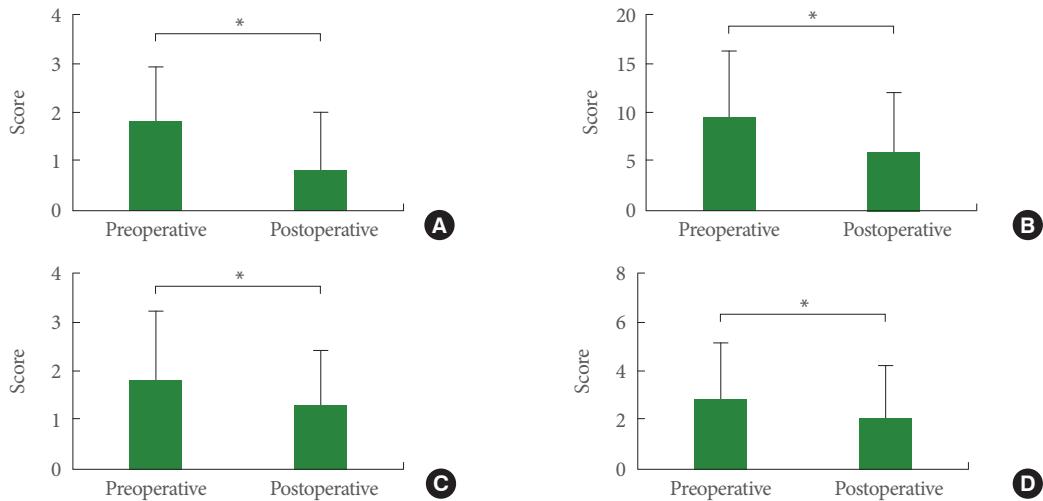 4
3
2
1
0
Score
*
Preoperative
Postoperative
A
20
15
10
5
0
Score
*
Preoperative
Postoperative
B
4
3
2
1
0
Score
*
Preoperative
Postoperative
C
8
6
4
2
0
Score
*
Preoperative
Postoperative
D